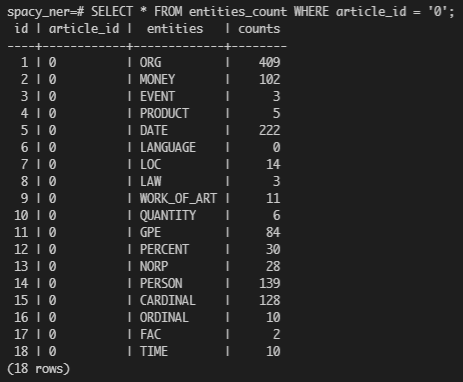 spacy_ner=# SELECT * FROM entities_count WHERE article_id = '0';
 id | article_id |  entities   | counts
----+------------+-------------+--------
  1 | 0          | ORG         |    409
  2 | 0          | MONEY       |    102
  3 | 0          | EVENT       |      3
  4 | 0          | PRODUCT     |      5
  5 | 0          | DATE        |    222
  6 | 0          | LANGUAGE    |      0
  7 | 0          | LOC         |     14
  8 | 0          | LAW         |      3
  9 | 0          | WORK_OF_ART |     11
 10 | 0          | QUANTITY    |      6
 11 | 0          | GPE         |     84
 12 | 0          | PERCENT     |     30
 13 | 0          | NORP        |     28
 14 | 0          | PERSON      |    139
 15 | 0          | CARDINAL    |    128
 16 | 0          | ORDINAL     |     10
 17 | 0          | FAC         |      2
 18 | 0          | TIME        |     10
(18 rows)